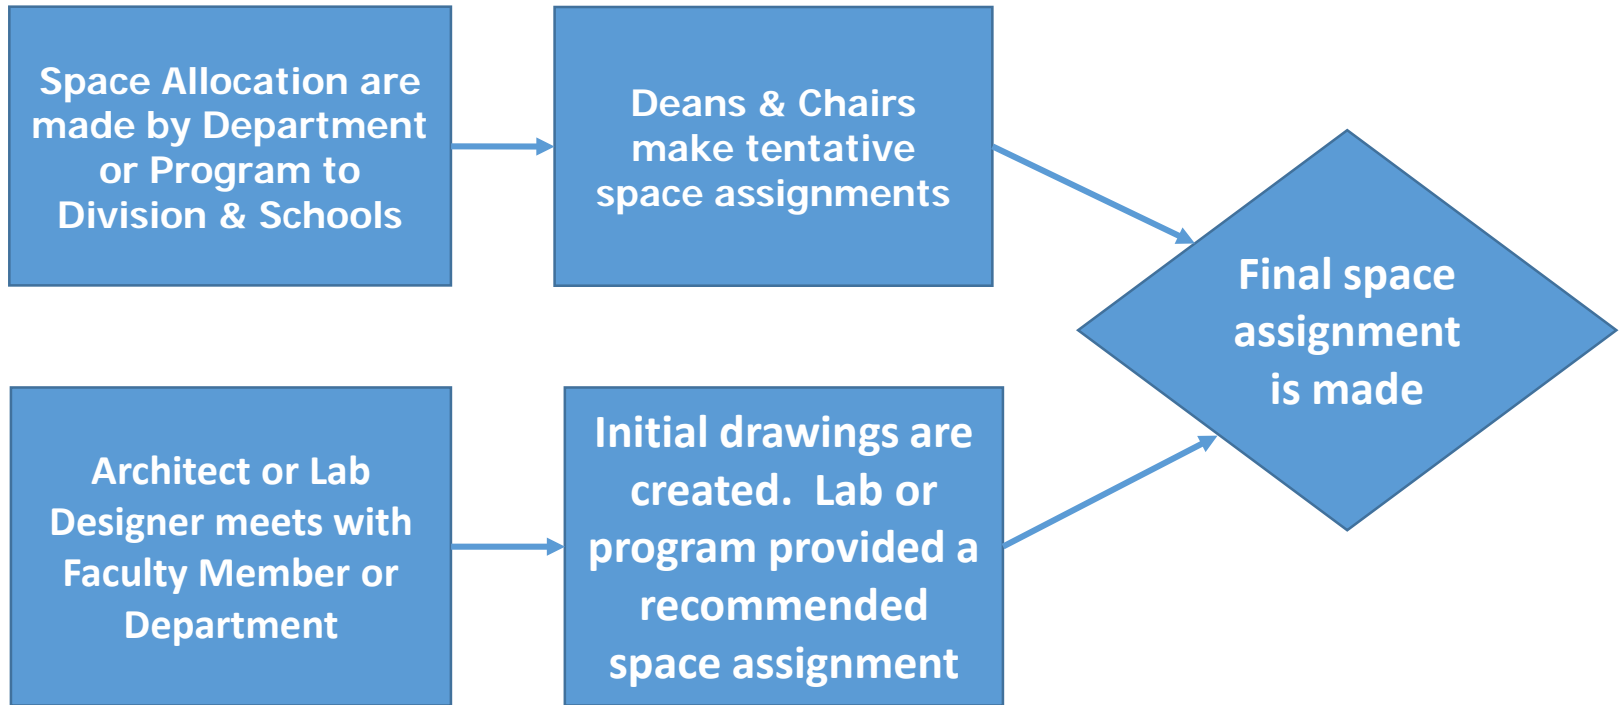 Space Allocation are
made by Department
or Program to
Division & Schools
Deans & Chairs
make tentative
space assignments
Final space
assignment
is made
Architect or Lab
Designer meets with
Faculty Member or
Department
Initial drawings are
created.  Lab or
program provided a
recommended
space assignment